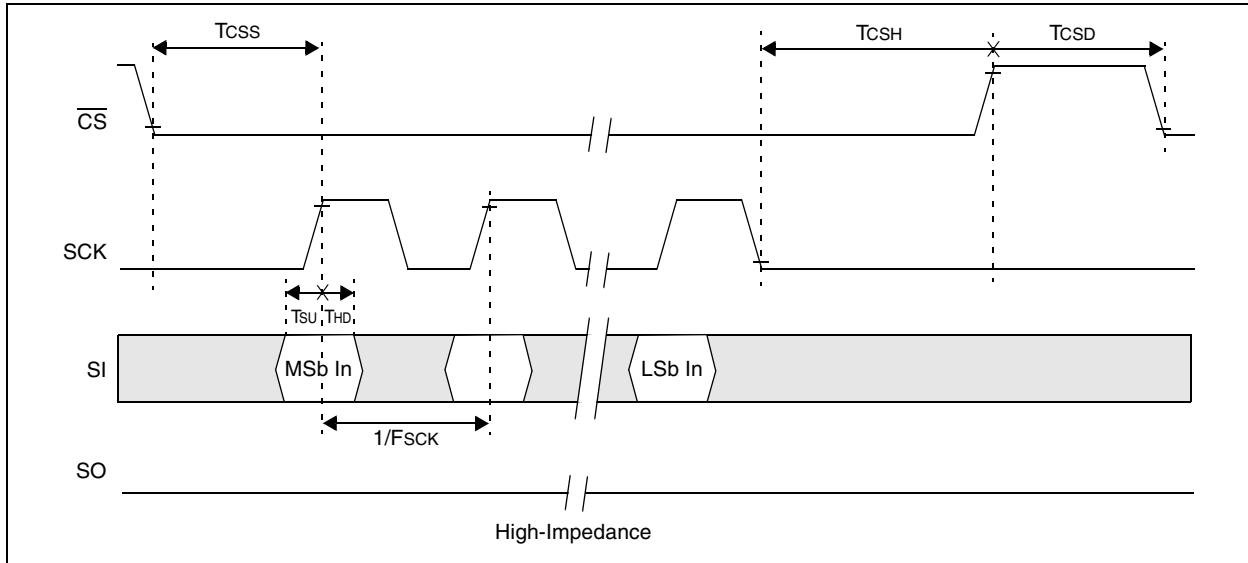 TCSS
TCSH
TCSD
CS
SCK
TSU
THD
SI
MSb In
LSb In
1/FSCK
SO
High-Impedance